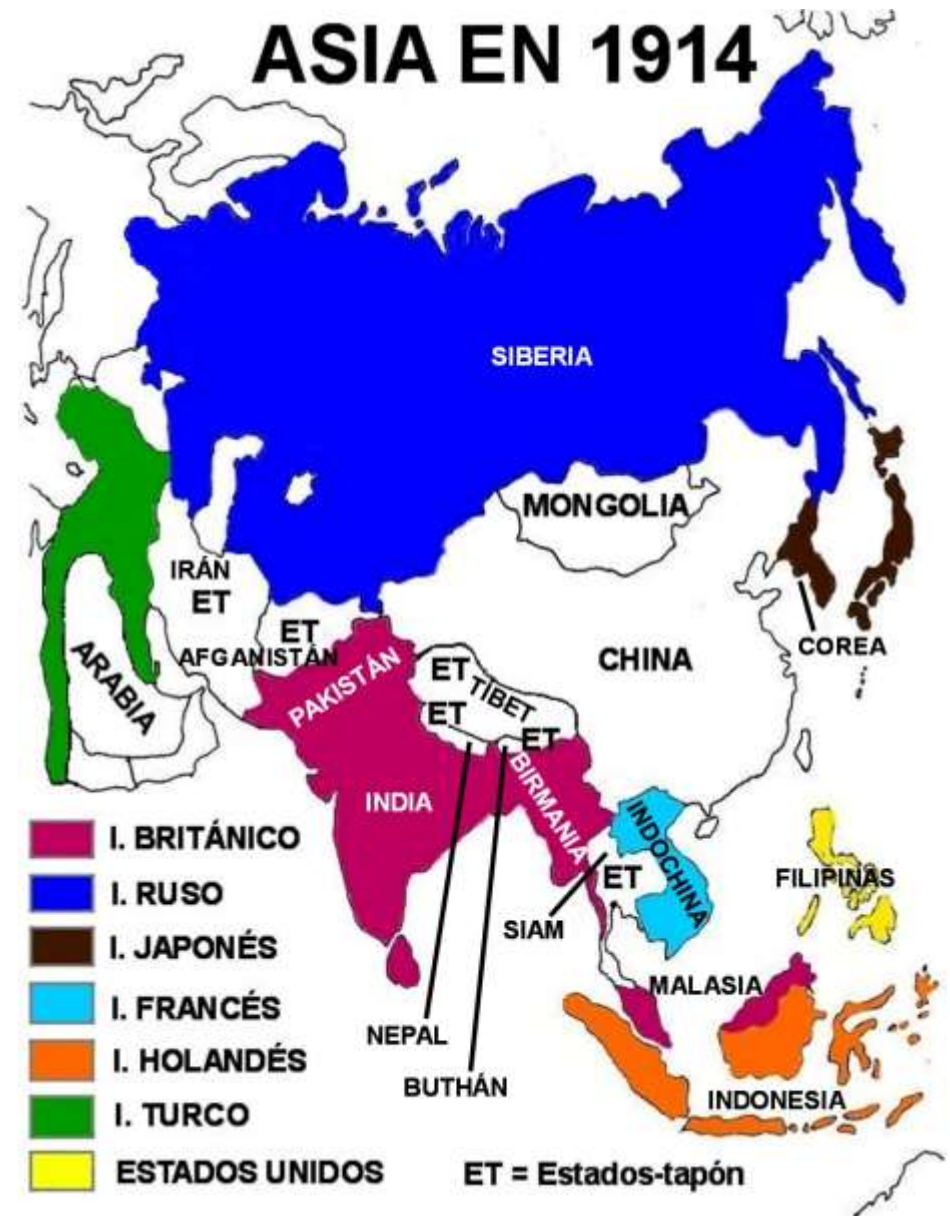 ASIA EN 1914
SIBERIA
MONGOLIA
IRÁN
ET
ET
AFGANISTÁN
ARABIA
PAKISTÁN
ET
TIBET
ET
ET
CHINA
COREA
INDIA
BIRMANIA
INDOCHINA
ET
SIAM
FILIPINAS
MALASIA
NEPAL
BUTHÁN
INDONESIA
I. BRITÁNICO
I. RUSO
I. JAPONÉS
I. FRANCÉS
I. HOLANDÉS
I. TURCO
ESTADOS UNIDOS
ET = Estados-tapón